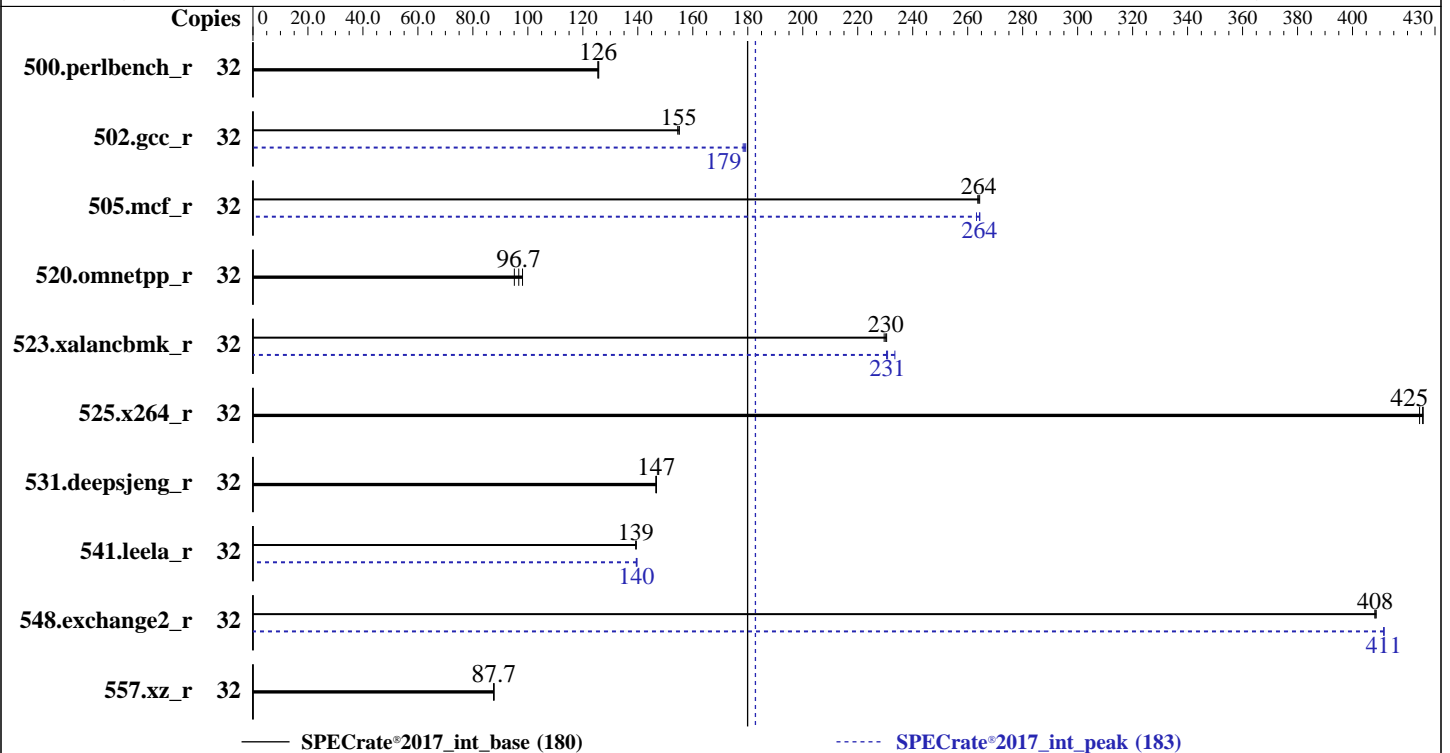 Copies 0 20.0 40.0 60.0 80.0 100 120 140 160 180 200 220 240 260 280 300 320 340 360 380 400 430
500.perlbench_r 32 126
502.gcc_r 32 155
179
505.mcf_r 32 264
264
520.omnetpp_r 32 96.7
523.xalancbmk_r 32 230
231
525.x264_r 32 425
531.deepsjeng_r 32 147
541.leela_r 32 139
140
548.exchange2_r 32 408
411
557.xz_r 32 87.7
SPECrate®2017_int_base (180) SPECrate®2017_int_peak (183)